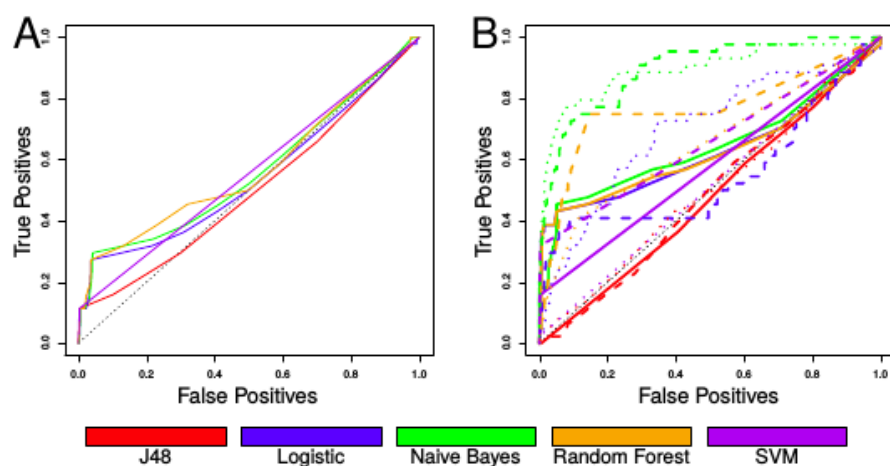 A
B
True Positives
1.0
0.8
0.6
0.4
0.2
0.0
0.0 0.2 0.4 0.6 0.8 1.0
False Positives
True Positives
1.0
0.8
0.6
0.4
0.2
0.0
0.0 0.2 0.4 0.6 0.8 1.0
False Positives
J48 Logistic Naive Bayes Random Forest SVM